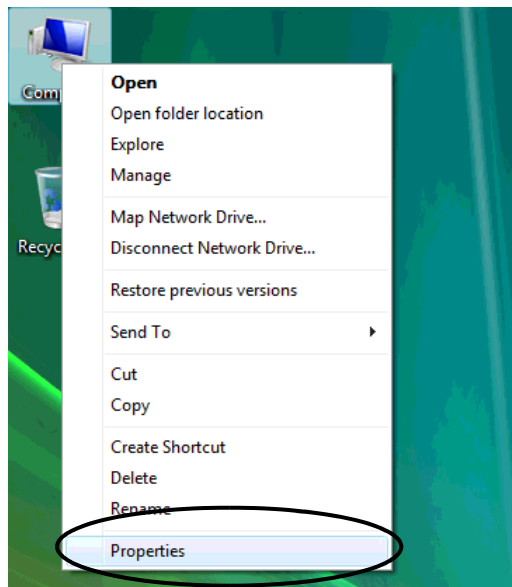 Com
Open
Open folder location
Explore
Manage
Map Network Drive...
Recyc
Disconnect Network Drive...
Restore previous versions
Send To
Cut
Copy
Create Shortcut
Delete
Rename
Properties